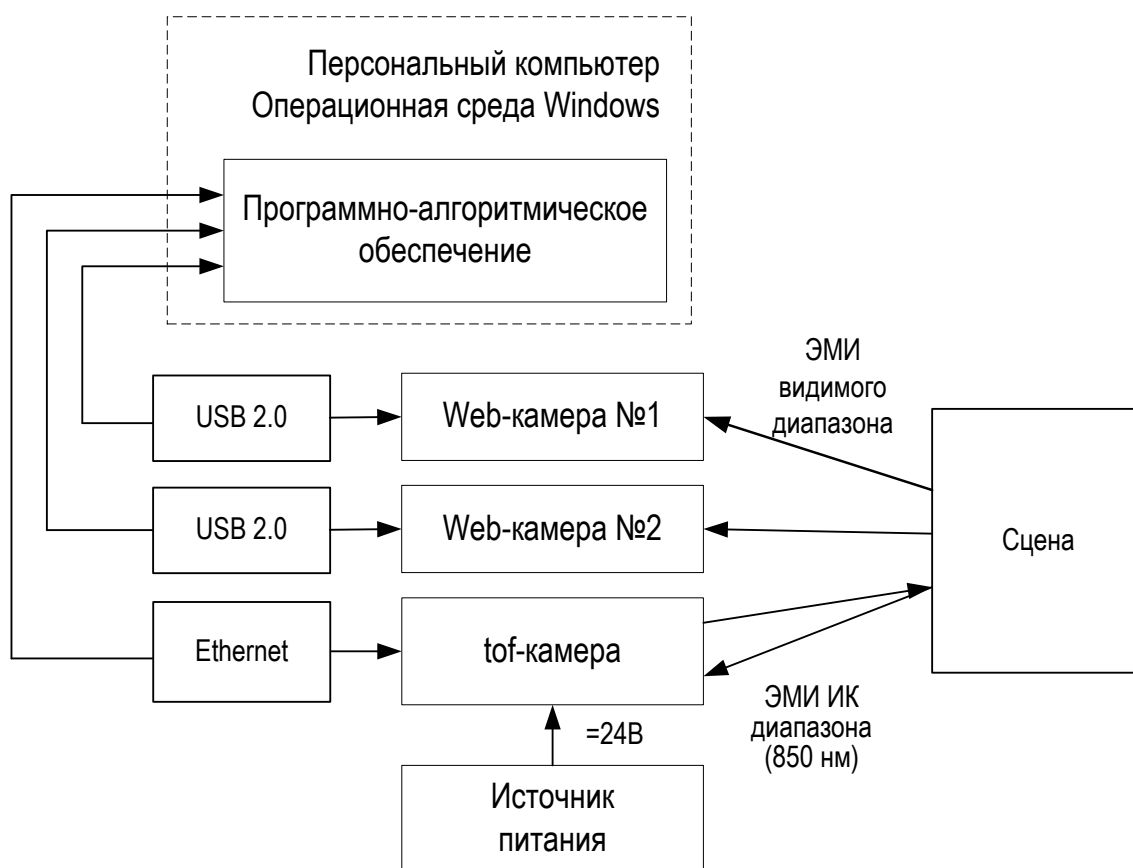 Персональный компьютер
Операционная среда Windows
Программно-алгоритмическое
обеспечение
ЭМИ
видимого
диапазона
USB 2.0
Web-камера №1
USB 2.0
Web-камера №2
Сцена
Ethernet
tof-камера
ЭМИ ИК
диапазона
(850 нм)
=24В
Источник
питания